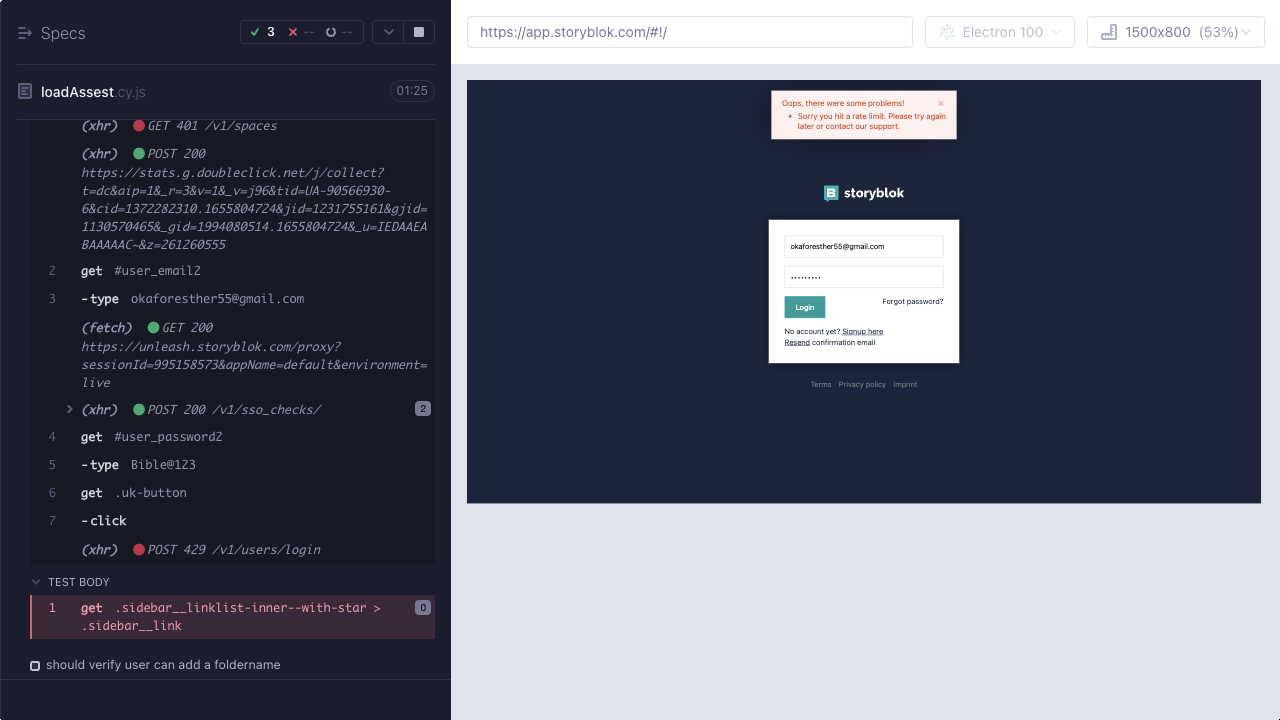 Specs
3
--
--
loadAssest.cy.js
01:25
(xhr) GET 401 /v1/spaces
(xhr) POST 200
https://stats.g.doubleclick.net/j/collect?
t=dc&aip=1&_r=3&v=1&_v=j96&tid=UA-90566930-
6&cid=1872281310.1655804724&jid=1231755161&gjid=
1130570465&_gid=1994080514.1655804724&_u=IEDAAEA
BAAAAAC~&z=261260555
2 get #user_email2
3 -type okaforesther55@gmail.com
(fetch) GET 200
http://unleash.storyblok.com/proxy?
sessionId=995158573&appName=default&environment=
live
(xhr) POST 200 /v1/sso_checks/ 2
4 get #user_password2
5 -type Bible@123
6 get .uk-button
7 -click
(xhr) POST 429 /v1/users/login
TEST BODY
1 get .sidebar__linklist-inner--with-star > 0
.sidebar__link
should verify user can add a foldername
https://app.storyblok.com/#!/
Electron 100
1500x800 (53%)
Oops, there were some problems!
• Sorry you hit a rate limit. Please try again
later or contact our support.
B storyblok
okaforesther55@gmail.com
•••••••••
Login
Forgot password?
No account yet? Signup here
Resend confirmation email
Terms Privacy policy Imprint